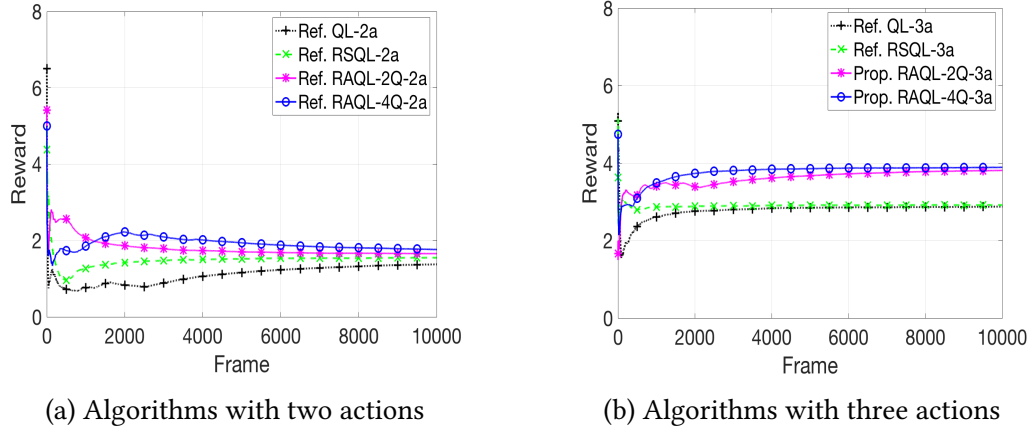 8
6
4
2
0
Reward
0 2000 4000 6000 8000 10000
Frame
Ref. QL-2a
Ref. RSQL-2a
Ref. RAQL-2Q-2a
Ref. RAQL-4Q-2a
(a) Algorithms with two actions
8
6
4
2
0
Reward
0 2000 4000 6000 8000 10000
Frame
Ref. QL-3a
Ref. RSQL-3a
Prop. RAQL-2Q-3a
Prop. RAQL-4Q-3a
(b) Algorithms with three actions